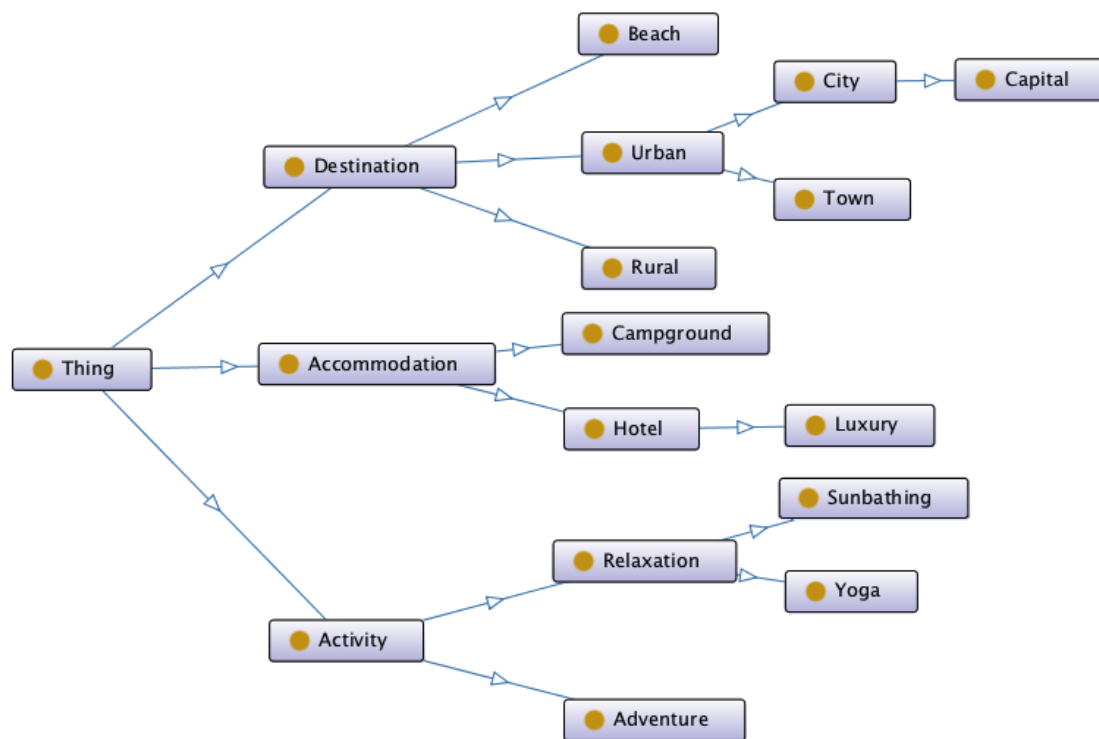 Beach
City
Capital
Destination
Urban
Town
Rural
Thing
Accommodation
Campground
Hotel
Luxury
Sunbathing
Relaxation
Yoga
Activity
Adventure